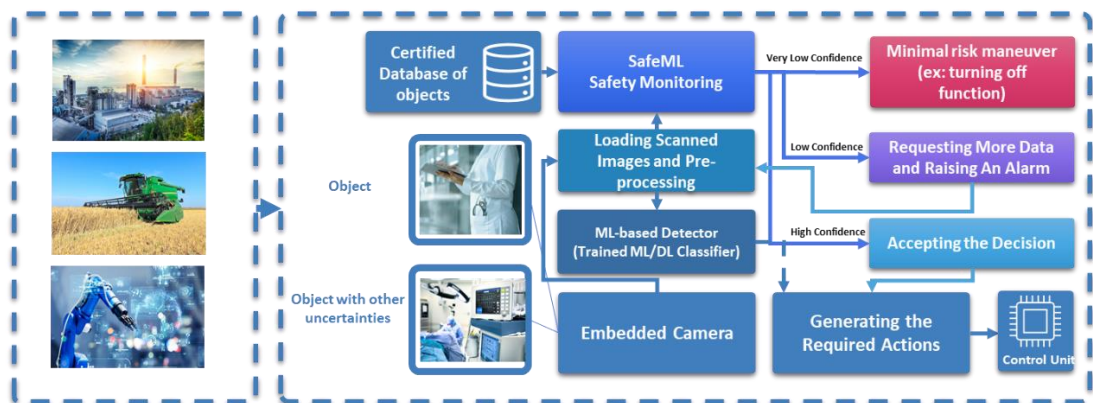 Certified
Database of
objects
SafeML
Safety Monitoring
Very Low Confidence
Minimal risk maneuver
(ex: turning off
function)
Object
Loading Scanned
Images and Pre-
processing
Low Confidence
Requesting More Data
and Raising An Alarm
ML-based Detector
(Trained ML/DL Classifier)
High Confidence
Accepting the Decision
Object with other
uncertainties
Embedded Camera
Generating the
Required Actions
Control Unit